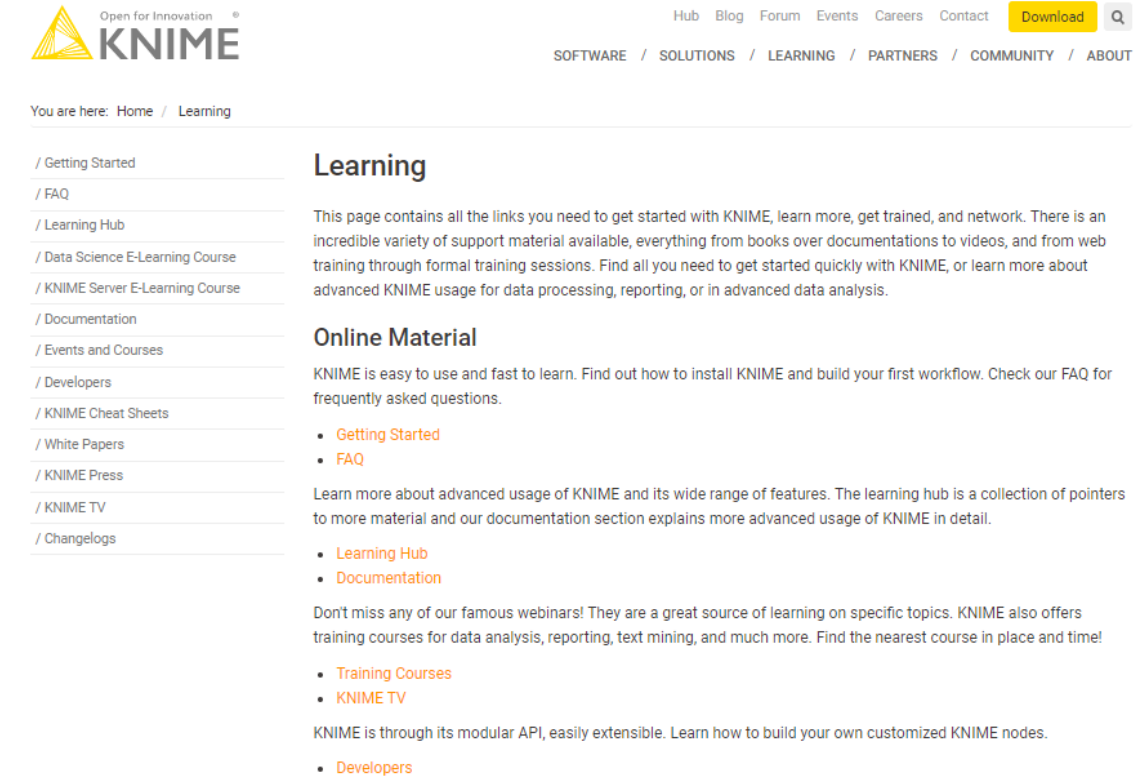 Open for Innovation ®
KNIME
Hub Blog Forum Events Careers Contact Download
SOFTWARE / SOLUTIONS / LEARNING / PARTNERS / COMMUNITY / ABOUT
You are here: Home / Learning
/ Getting Started
/ FAQ
/ Learning Hub
/ Data Science E-Learning Course
/ KNIME Server E-Learning Course
/ Documentation
/ Events and Courses
/ Developers
/ KNIME Cheat Sheets
/ White Papers
/ KNIME Press
/ KNIME TV
/ Changelogs
Learning
This page contains all the links you need to get started with KNIME, learn more, get trained, and network. There is an
incredible variety of support material available, everything from books over documentations to videos, and from web
training through formal training sessions. Find all you need to get started quickly with KNIME, or learn more about
advanced KNIME usage for data processing, reporting, or in advanced data analysis.
Online Material
KNIME is easy to use and fast to learn. Find out how to install KNIME and build your first workflow. Check our FAQ for
frequently asked questions.
• Getting Started
• FAQ
Learn more about advanced usage of KNIME and its wide range of features. The learning hub is a collection of pointers
to more material and our documentation section explains more advanced usage of KNIME in detail.
• Learning Hub
• Documentation
Don't miss any of our famous webinars! They are a great source of learning on specific topics. KNIME also offers
training courses for data analysis, reporting, text mining, and much more. Find the nearest course in place and time!
• Training Courses
• KNIME TV
KNIME is through its modular API, easily extensible. Learn how to build your own customized KNIME nodes.
• Developers